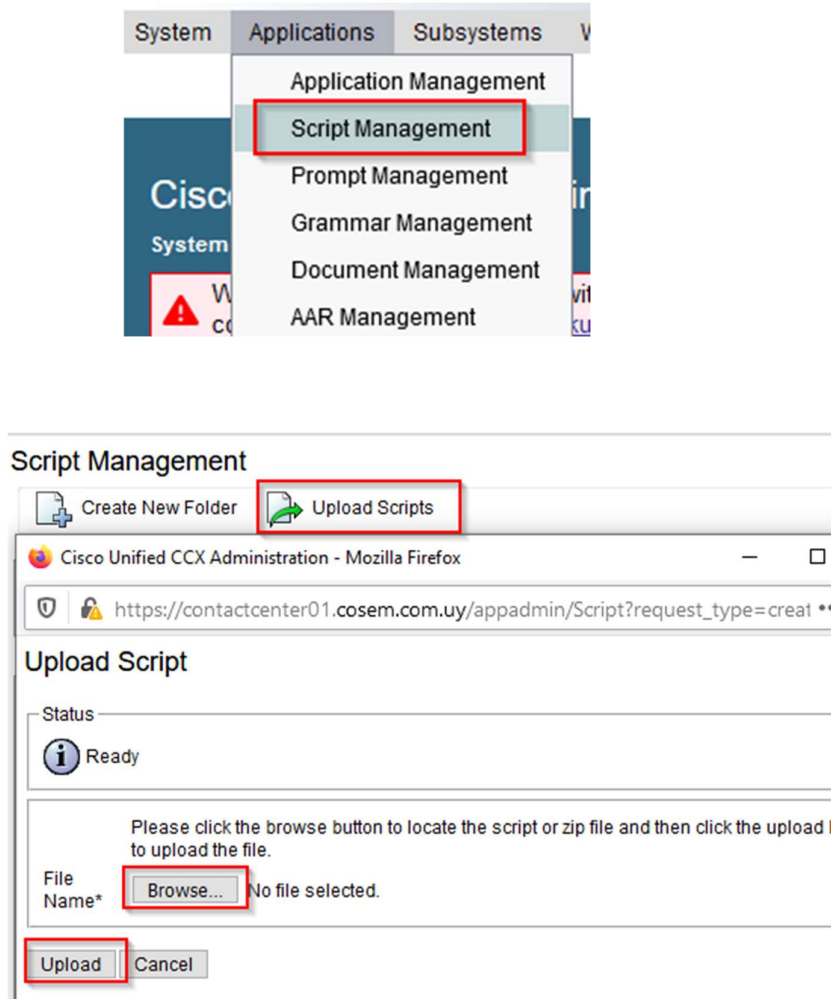 System Applications Subsystems
Application Management
Script Management
Prompt Management
Grammar Management
Document Management
AAR Management
System
Script Management
Create New Folder Upload Scripts
Cisco Unified CCX Administration - Mozilla Firefox
https://contactcenter01.cosem.com.uy/appadmin/Script?request_type=creat
Upload Script
Status
Ready
Please click the browse button to locate the script or zip file and then click the upload
to upload the file.
File
Name*
Browse... No file selected.
Upload Cancel